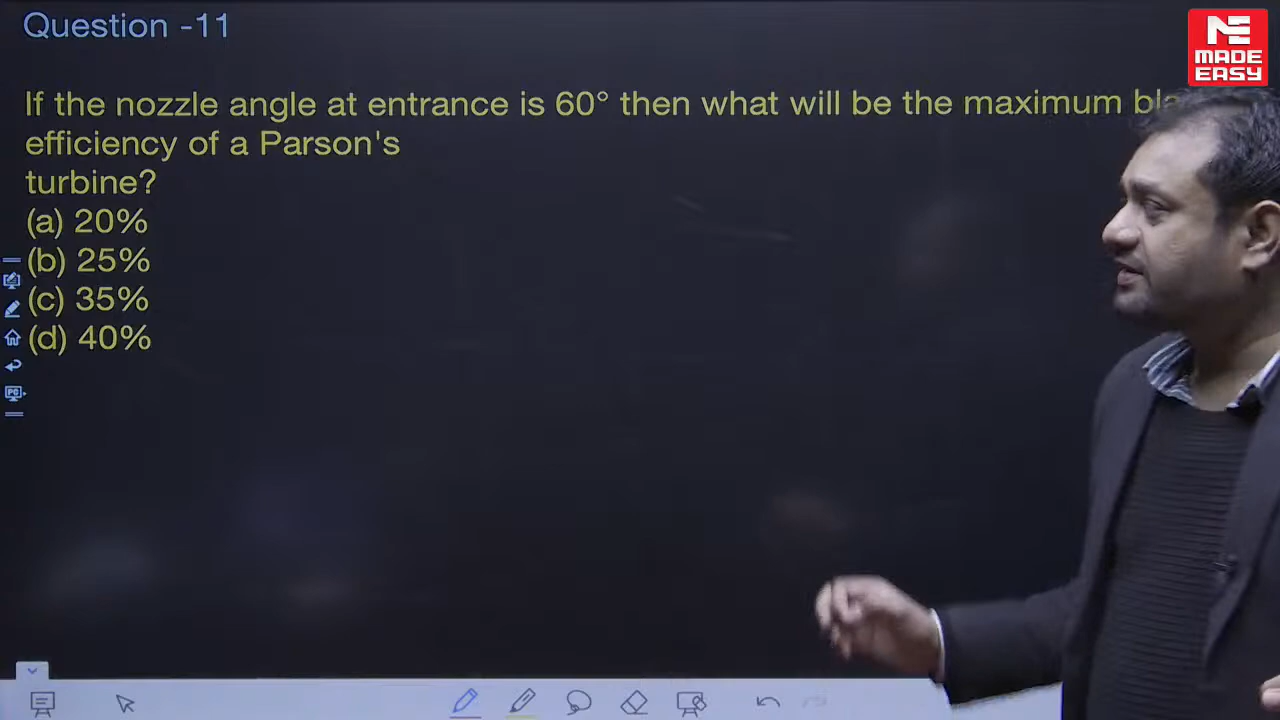 Question -11
MADE
EASY
If the nozzle angle at entrance is 60° then what will be the maximum
efficiency of a Parson's
turbine?
(a) 20%
(b) 25%
(c) 35%
(d) 40%
PC